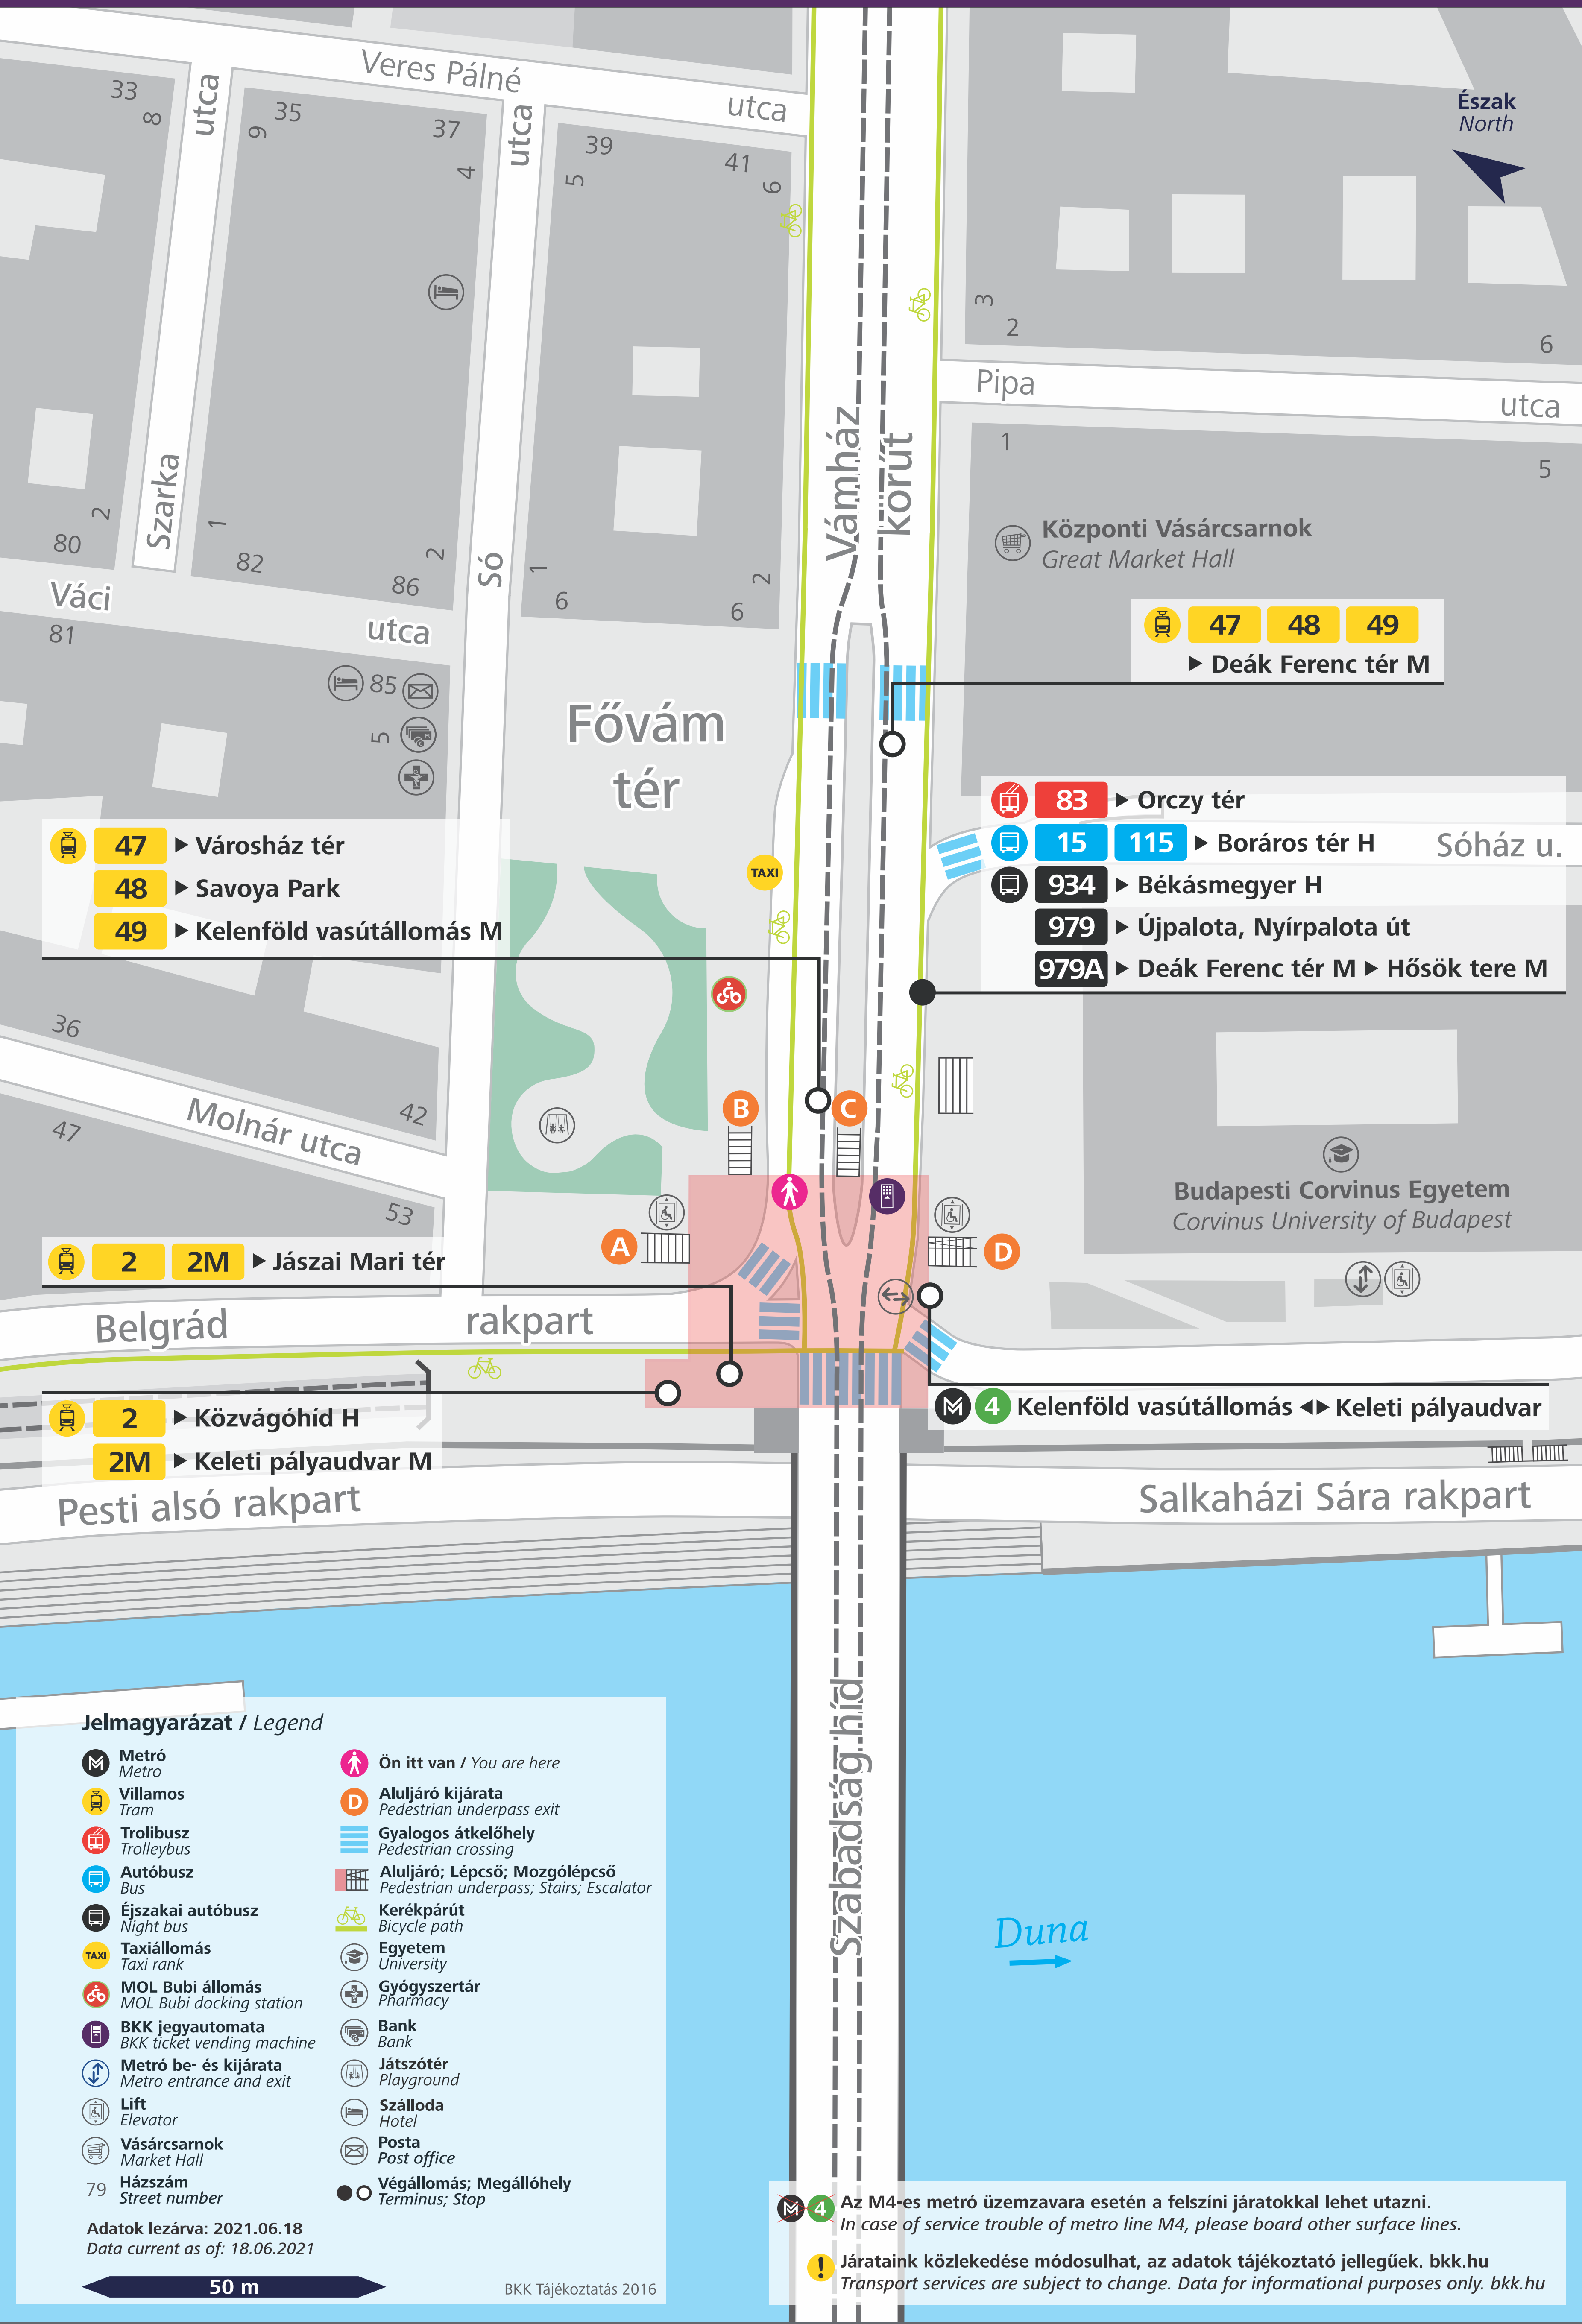 Veres Pálné
utca
33
8
utca
9
35
37
4
utca
39
5
41
6
Észak
North
3
2
6
Pipa
utca
1
5
Vámház
körút
Központi Vásárcsarnok
Great Market Hall
Szarka
2
80
1
82
2
86
Só
1
6
2
6
Váci
utca
81
85
5
47 48 49
Deák Ferenc tér M
Fővám
tér
83 Orczy tér
15 115 Boráros tér H
934 Békásmegyer H
979 Újpalota, Nyírpalota út
979A Deák Ferenc tér M Hősök tere M
Sóház u.
47 Városház tér
48 Savoya Park
49 Kelenföld vasútállomás M
TAXI
36
42
Molnár utca
47
53
B
C
A
D
Budapesti Corvinus Egyetem
Corvinus University of Budapest
2 2M Jászai Mari tér
Belgrád
rakpart
2 Közvágóhíd H
2M Keleti pályaudvar M
M 4 Kelenföld vasútállomás Keleti pályaudvar
Pesti alsó rakpart
Salkaházi Sára rakpart
Szabadság híd
Duna
Jelmagyarázat / Legend
Metró
Metro
Villamos
Tram
Trolibusz
Trolleybus
Autóbusz
Bus
Éjszakai autóbusz
Night bus
TAXI
Taxiállomás
Taxi rank
MOL Bubi állomás
MOL Bubi docking station
BKK jegyautomata
BKK ticket vending machine
Metró be- és kijárata
Metro entrance and exit
Lift
Elevator
Vásárcsarnok
Market Hall
79
Házszám
Street number
Ön itt van / You are here
D
Aluljáró kijárata
Pedestrian underpass exit
Gyalogos átkelőhely
Pedestrian crossing
Aluljáró; Lépcső; Mozgólépcső
Pedestrian underpass; Stairs; Escalator
Kerékpárút
Bicycle path
Egyetem
University
Gyógyszertár
Pharmacy
Bank
Bank
Játszótér
Playground
Szálloda
Hotel
Posta
Post office
Végállomás; Megállóhely
Terminus; Stop
Adatok lezárva: 2021.06.18
Data current as of: 18.06.2021
50 m
BKK Tájékoztatás 2016
M 4 Az M4-es metró üzemzavara esetén a felszíni járatokkal lehet utazni.
In case of service trouble of metro line M4, please board other surface lines.
! Járataink közlekedése módosulhat, az adatok tájékoztató jellegűek. bkk.hu
Transport services are subject to change. Data for informational purposes only. bkk.hu